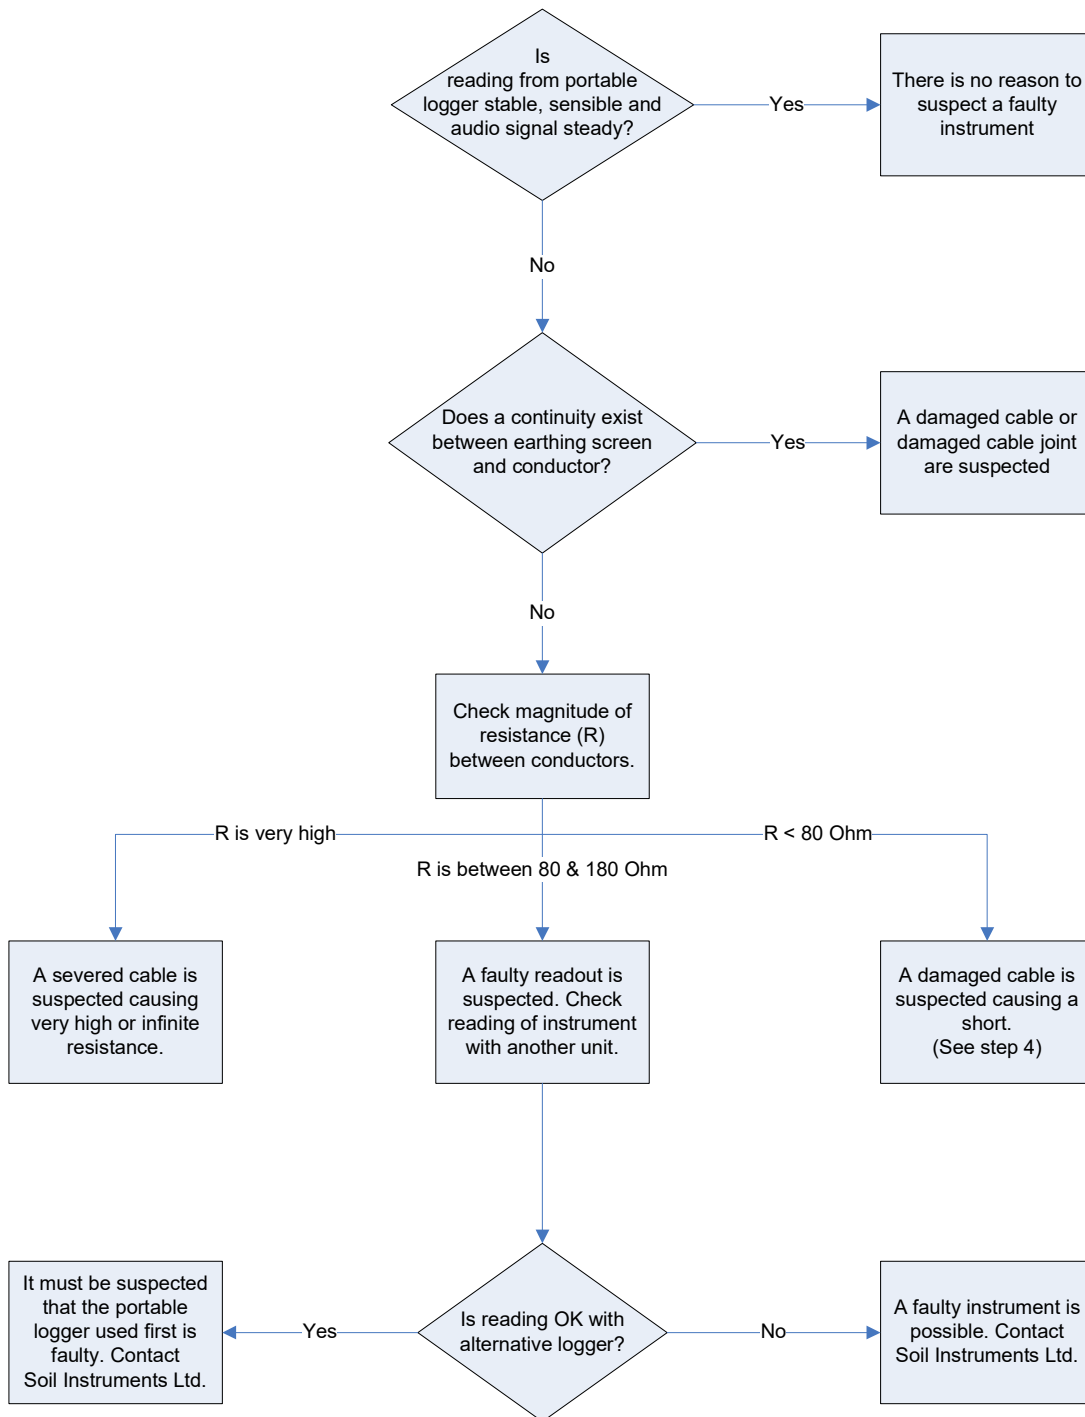 Is
reading from portable
logger stable, sensible and
audio signal steady?
Yes
There is no reason to
suspect a faulty
instrument
No
Does a continuity exist
between earthing screen
and conductor?
Yes
A damaged cable or
damaged cable joint
are suspected
No
Check magnitude of
resistance (R)
between conductors.
R is very high
R < 80 Ohm
R is between 80 & 180 Ohm
A severed cable is
suspected causing
very high or infinite
resistance.
A faulty readout is
suspected. Check
reading of instrument
with another unit.
A damaged cable is
suspected causing a
short.
(See step 4)
It must be suspected
that the portable
logger used first is
faulty. Contact
Soil Instruments Ltd.
Yes
Is reading OK with
alternative logger?
No
A faulty instrument is
possible. Contact
Soil Instruments Ltd.